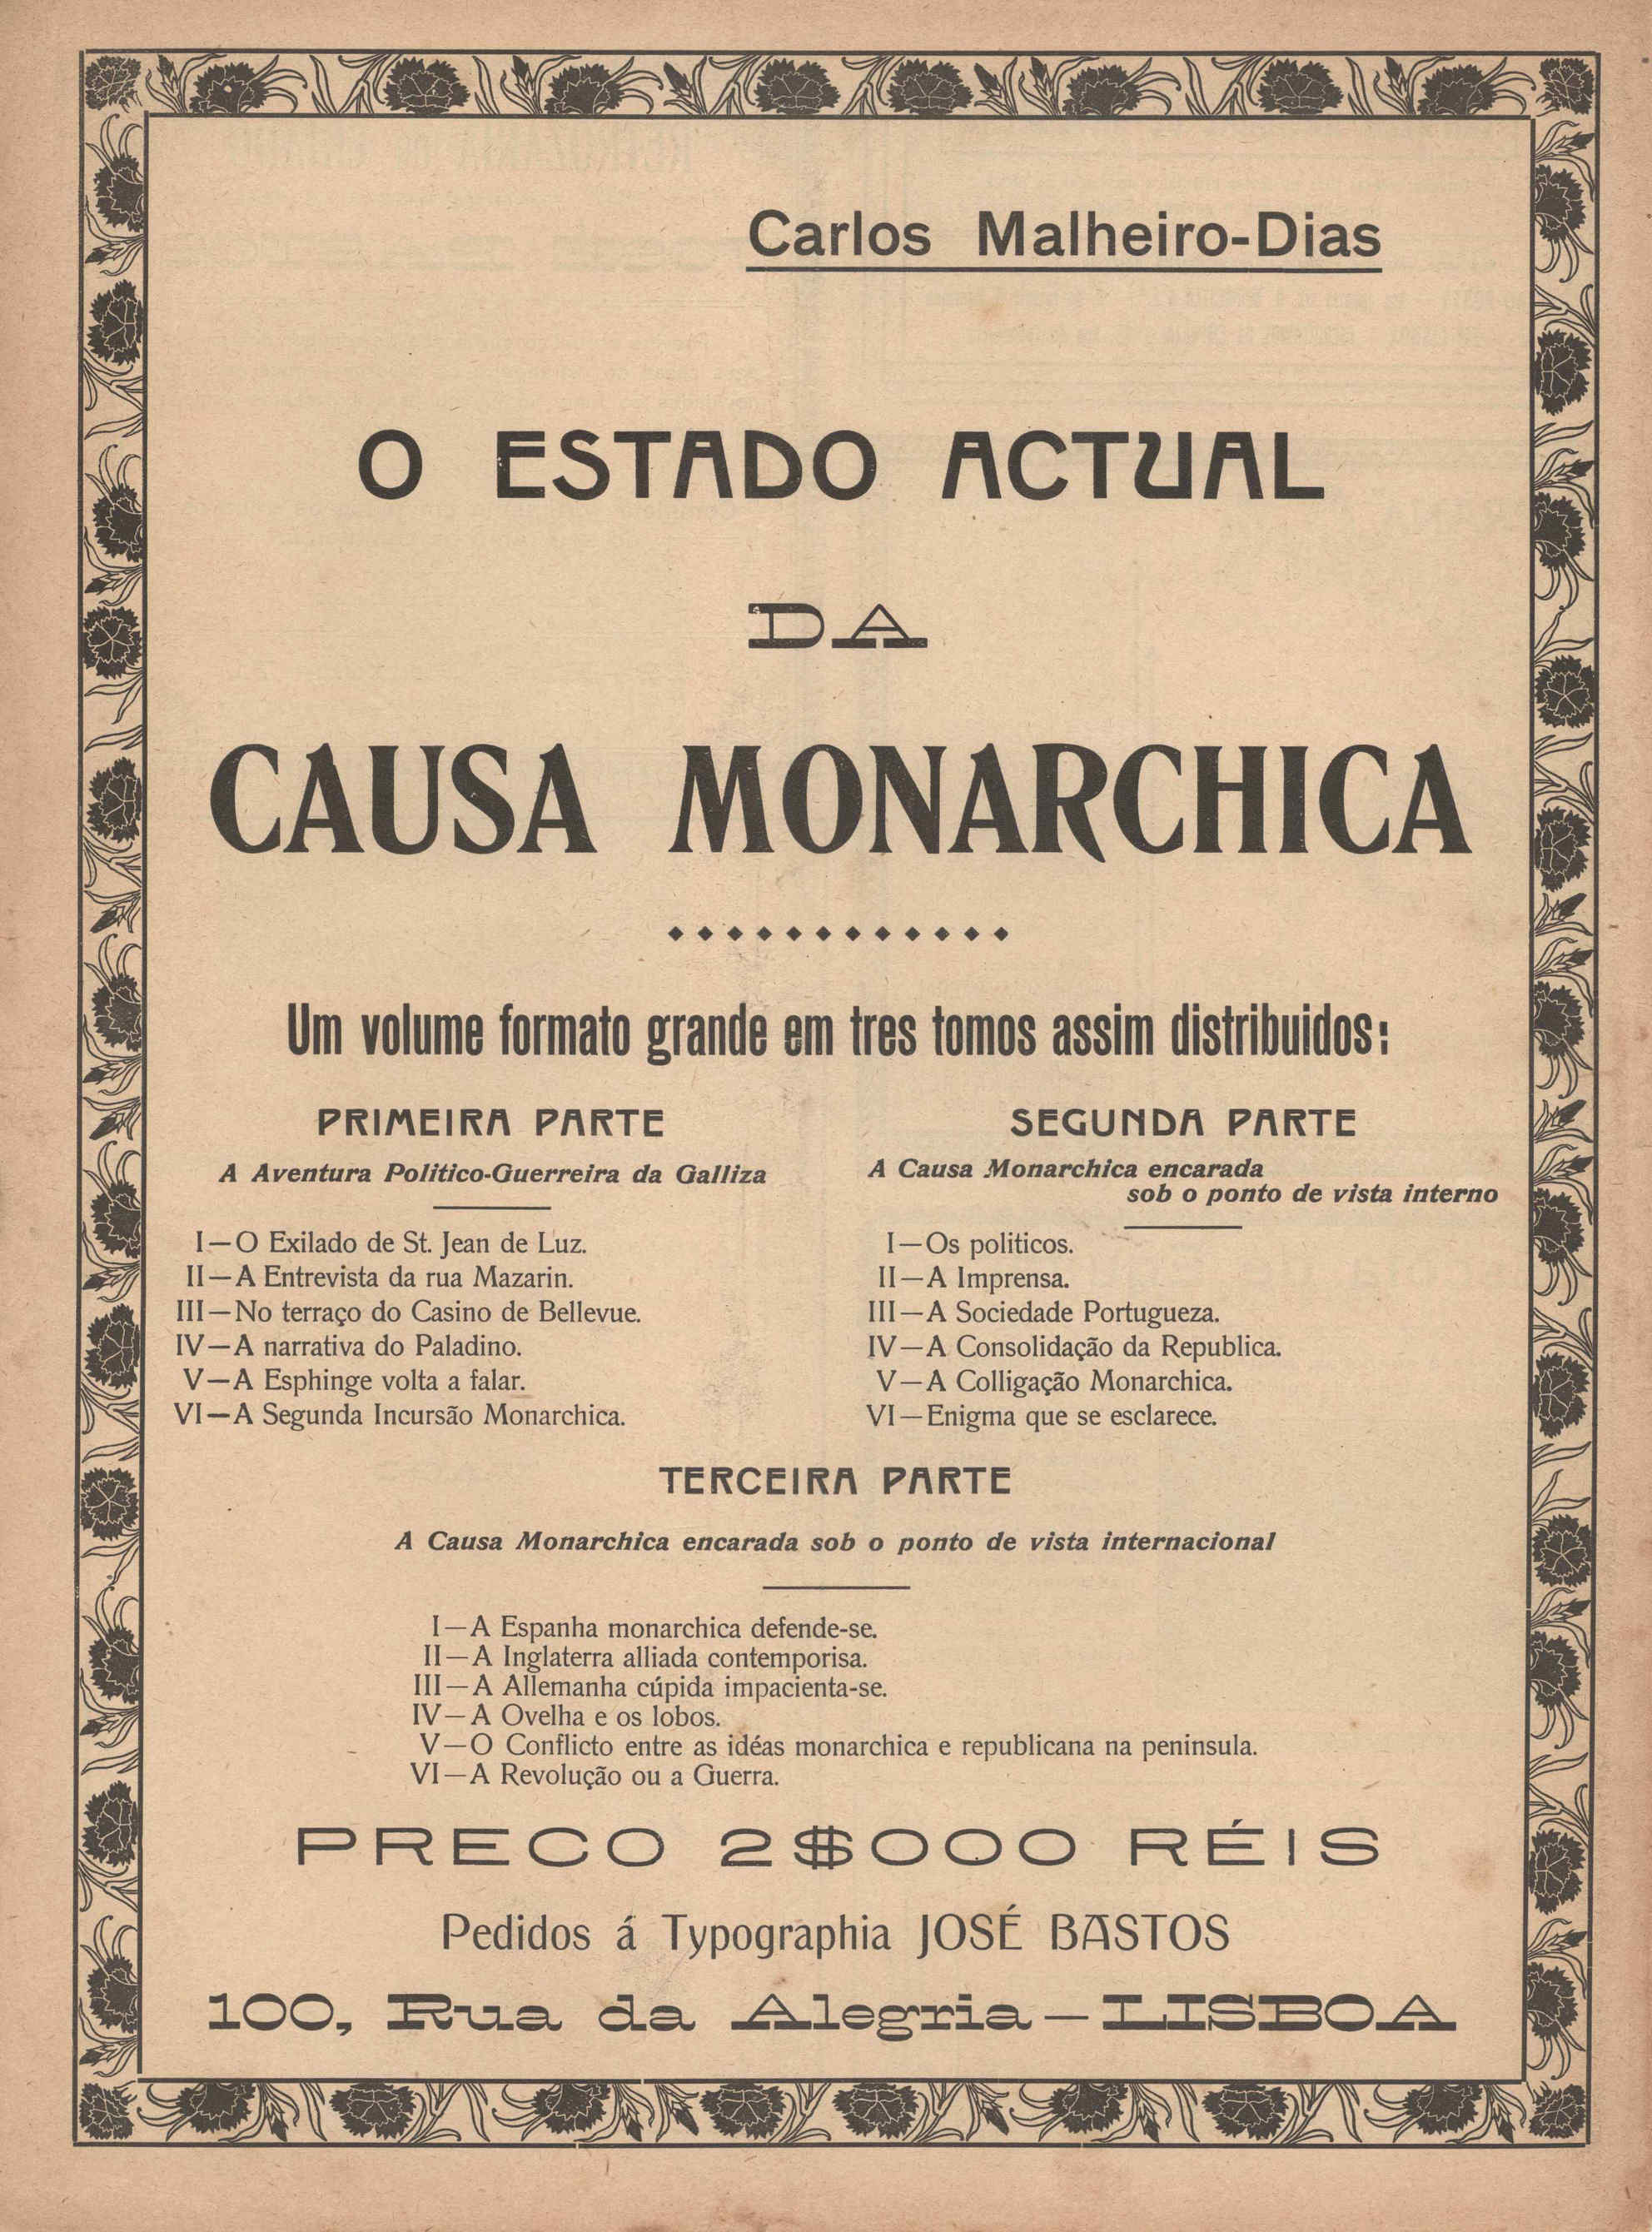 Carlos Malheiro-Dias
O ESTADO ACTUAL
DA
CAUSA MONARCHICA
Um volume formato grande em tres tomos assim distribuidos:
PRIMEIRA PARTE
A Aventura Politico-Guerreira da Galliza
I—O Exilado de St. Jean de Luz.
II—A Entrevista da rua Mazarin.
III—No terraço do Casino de Bellevue.
IV—A narrativa do Paladino.
V—A Esphinge volta a falar.
VI—A Segunda Incursão Monarchica.
SEGUNDA PARTE
A Causa Monarchica encarada
sob o ponto de vista interno
I—Os politicos.
II—A Imprensa.
III—A Sociedade Portugueza.
IV—A Consolidação da Republica.
V—A Colligação Monarchica.
VI—Enigma que se esclarece.
TERCEIRA PARTE
A Causa Monarchica encarada sob o ponto de vista internacional
I—A Espanha monarchica defende-se.
II—A Inglaterra alliada contemporisa.
III—A Allemanha cúpida impacienta-se.
IV—A Ovelha e os lobos.
V—O Conflicto entre as idéas monarchica e republicana na peninsula.
VI—A Revolução ou a Guerra.
PRECO 2$000 RÉIS
Pedidos á Typographia JOSÉ BASTOS
100, Rua da Alegria—LISBOA